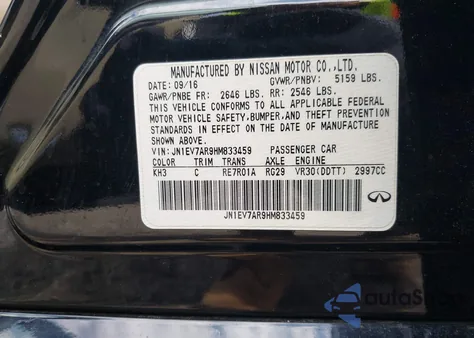 MANUFACTURED BY NISSAN MOTOR CO.,LTD.
DATE: 09/16 GVWR/PNBV: 5159 LBS.
GAWR/PNBE FR: 2646 LBS. RR: 2546 LBS.
THIS VEHICLE CONFORMS TO ALL APPLICABLE FEDERAL
MOTOR VEHICLE SAFETY,BUMPER,AND THEFT PREVENTION
STANDARDS IN EFFECT ON THE DATE OF MANUFACTURE
SHOWN ABOVE.
VIN: JN1EV7AR9HM833459 PASSENGER CAR
COLOR TRIM TRANS AXLE ENGINE
KH3 C RE7R01A RG29 VR30(DDTT) 2997CC
JN1EV7AR9HM833459